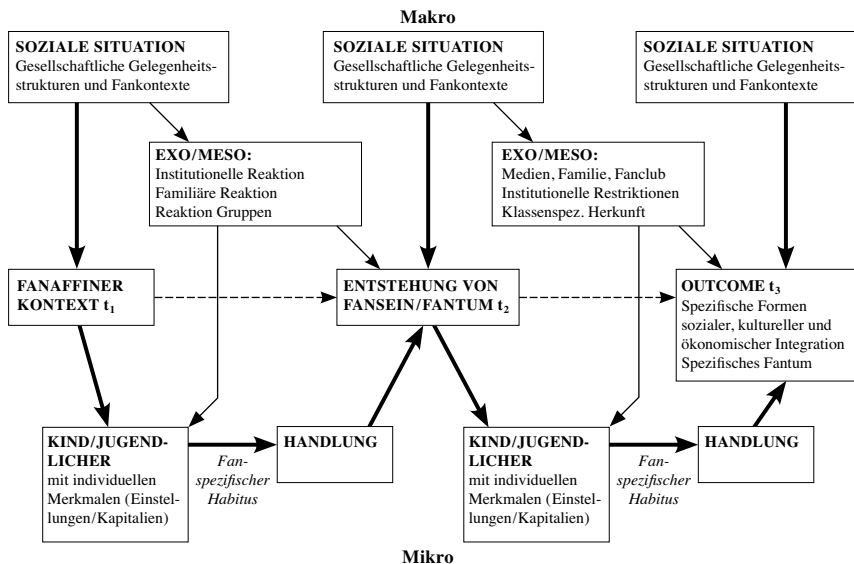 Makro
SOZIALE SITUATION
Gesellschaftliche Gelegenheits-
strukturen und Fankontexte
SOZIALE SITUATION
Gesellschaftliche Gelegenheits-
strukturen und Fankontexte
SOZIALE SITUATION
Gesellschaftliche Gelegenheits-
strukturen und Fankontexte
EXO/MESO:
Institutionelle Reaktion
Familiäre Reaktion
Reaktion Gruppen
EXO/MESO:
Medien, Familie, Fanclub
Institutionelle Restriktionen
Klassenspez. Herkunft
FANAFFINER
KONTEXT t₁
ENTSTEHUNG VON
FANSEIN/FANTUM t₂
OUTCOME t₃
Spezifische Formen
sozialer, kultureller und
ökonomischer Integration
Spezifisches Fantum
KIND/JUGEND-
LICHER
mit individuellen
Merkmalen (Einstel-
lungen/Kapitalien)
Fan-
spezifischer
Habitus
HANDLUNG
KIND/JUGEND-
LICHER
mit individuellen
Merkmalen (Einstel-
lungen/Kapitalien)
Fan-
spezifischer
Habitus
HANDLUNG
Mikro